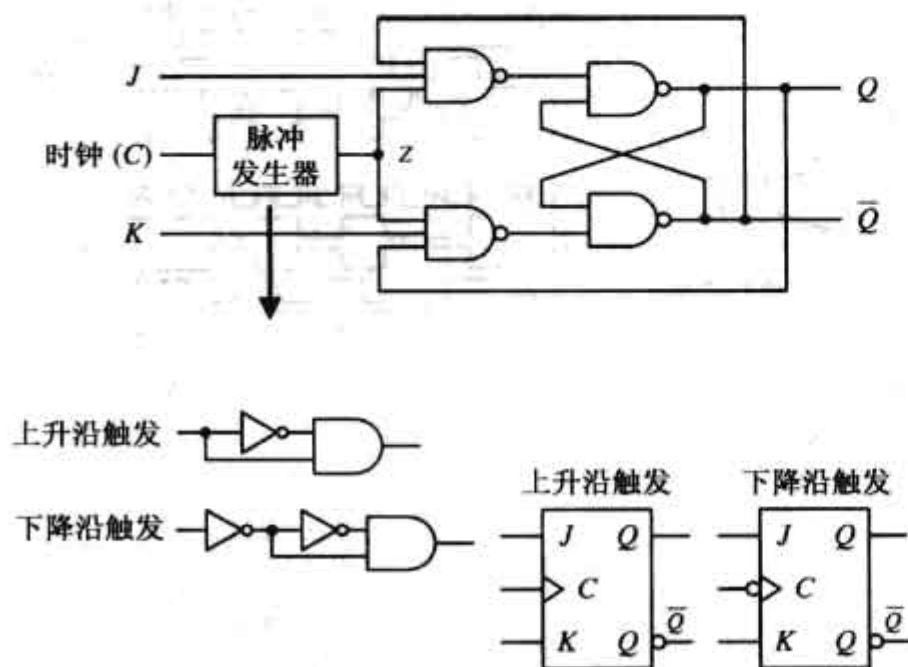 J
Q
时钟 (C)
脉冲
发生器
Z
K
Q̅
上升沿触发
下降沿触发
上升沿触发
下降沿触发
J Q
C
K Q Q̅
J Q
C
K Q Q̅